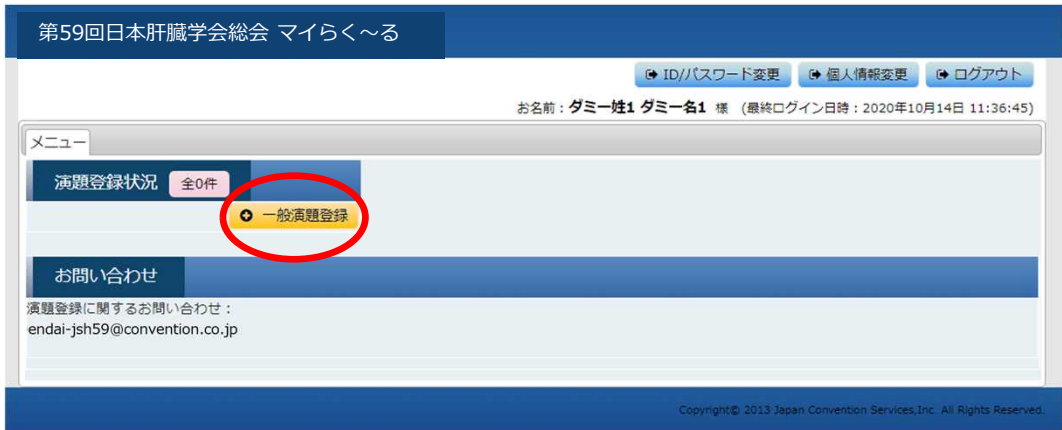 第59回日本肝臓学会総会 マイらく～る
ID/パスワード変更 個人情報変更 ログアウト
お名前：ダミー姓1 ダミー名1 様 (最終ログイン日時：2020年10月14日 11:36:45)
メニュー
演題登録状況 全0件
一般演題登録
お問い合わせ
演題登録に関するお問い合わせ：
endai-jsh59@convention.co.jp
Copyright© 2013 Japan Convention Services,Inc. All Rights Reserved.